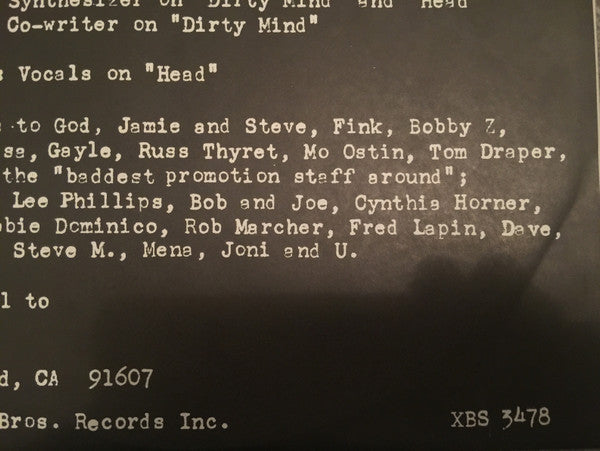 Synthesizer on "Dirty Mind" and "Head"
Co-writer on "Dirty Mind"
s Vocals on "Head"
s to God, Jamie and Steve, Fink, Bobby Z,
ssa, Gayle, Russ Thyret, Mo Ostin, Tom Draper,
the "baddest promotion staff around";
Lee Phillips, Bob and Joe, Cynthia Horner,
bbie Dominico, Rob Marcher, Fred Lapin, Dave,
Steve M., Mena, Joni and U.
l to
d, CA 91607
Bros. Records Inc.
XBS 3478